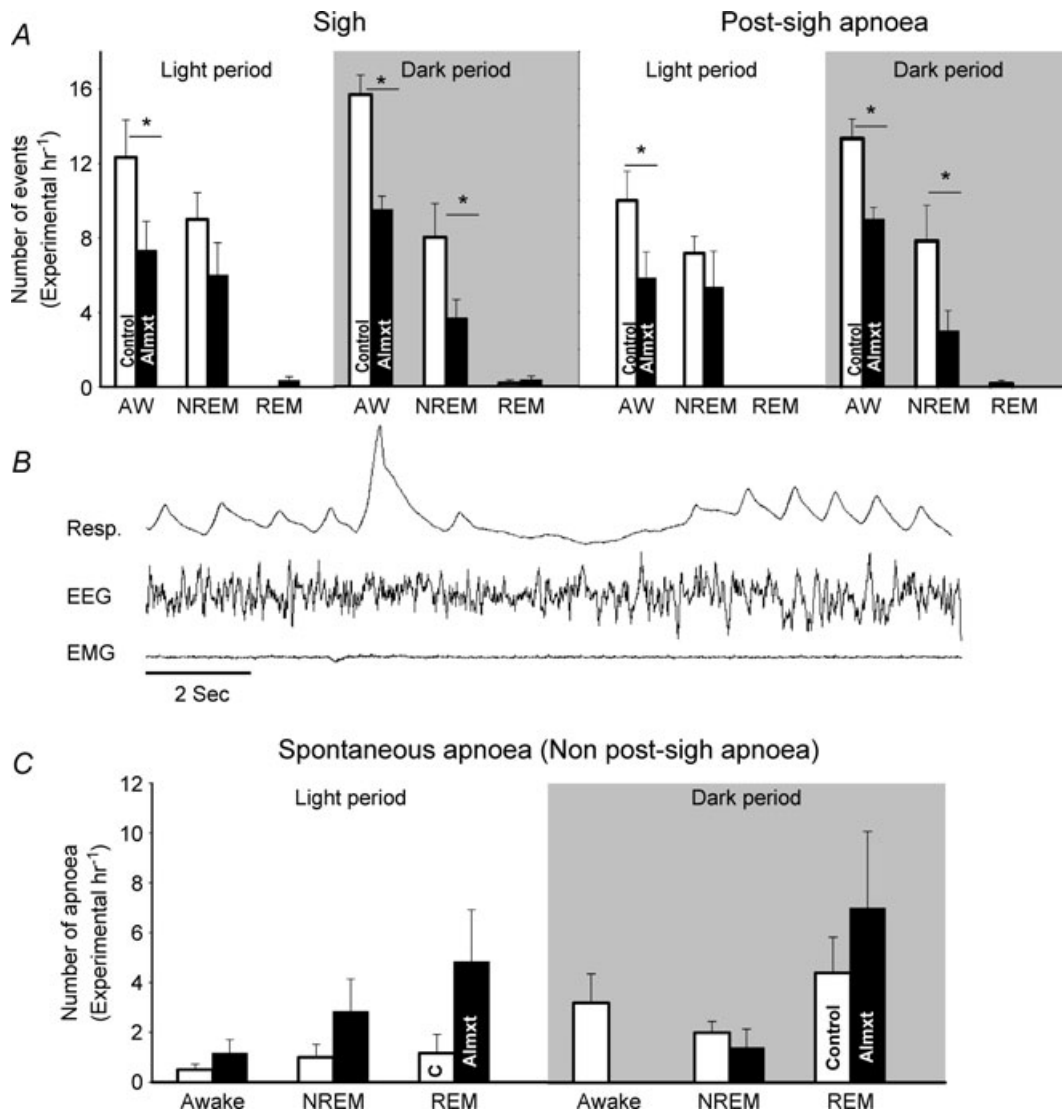 A
Sigh
Post-sigh apnoea
Light period
Dark period
Light period
Dark period
Number of events
(Experimental hr⁻¹)
16
12
8
4
0
* * * * * *
Control
Almxt
Control
Almxt
Control
Almxt
Control
Almxt
AW NREM REM AW NREM REM AW NREM REM AW NREM REM
B
Resp.
EEG
EMG
2 Sec
C
Spontaneous apnoea (Non post-sigh apnoea)
Light period
Dark period
Number of apnoea
(Experimental hr⁻¹)
12
10
8
6
4
2
0
C
Almxt
Control
Almxt
Awake NREM REM Awake NREM REM